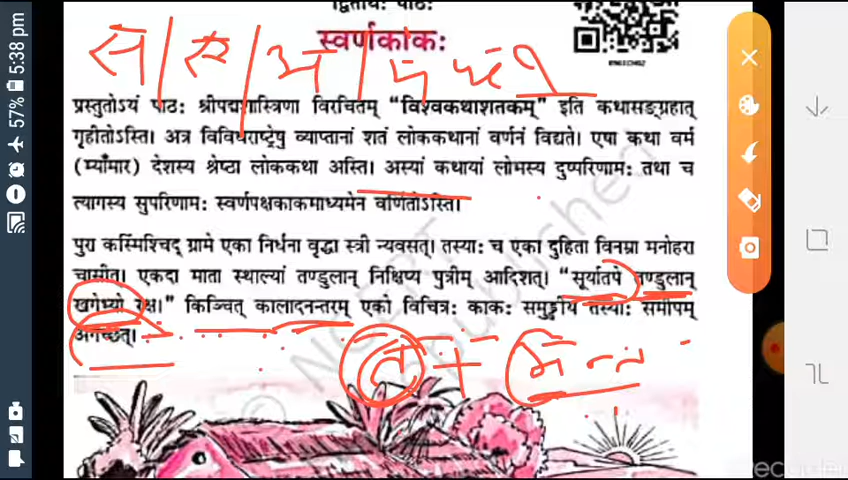 5:38 pm
57%
द्वितीयः पाठः
स्वर्णकाकः
प्रस्तुतोऽयं पाठः श्रीपद्मशास्त्रिणा विरचितम् “विश्वकथाशतकम्” इति कथासङ्ग्रहात्
गृहीतोऽस्ति। अत्र विविधराष्ट्रेषु व्याप्तानां शतं लोककथानां वर्णनं विद्यते। एषा कथा वर्म
(म्याँमार) देशस्य श्रेष्ठा लोककथा अस्ति। अस्यां कथायां लोभस्य दुष्परिणामः तथा च
त्यागस्य सुपरिणामः स्वर्णपक्षकाकमाध्यमेन वर्णितोऽस्ति।
पुरा कस्मिंश्चिद् ग्रामे एका निर्धना वृद्धा स्त्री न्यवसत्। तस्याः च एका दुहिता विनम्रा मनोहरा
चासीत्। एकदा माता स्थाल्यां तण्डुलान् निक्षिप्य पुत्रीम् आदिशत्। “सूर्यातपे तण्डुलान्
खगेभ्यो रक्ष।” किञ्चित् कालादनन्तरम् एको विचित्रः काकः समुड्डीय तस्याः समीपम्
अगच्छत्।
© NCERT